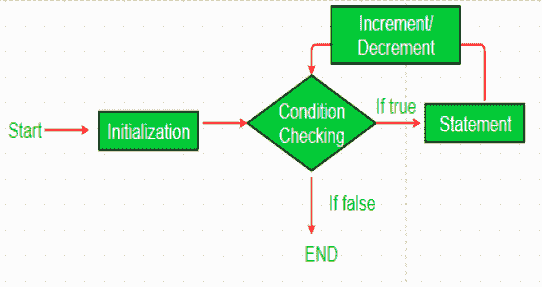 Increment/
Decrement
Start
Initialization
Condition
Checking
If true
Statement
If false
END